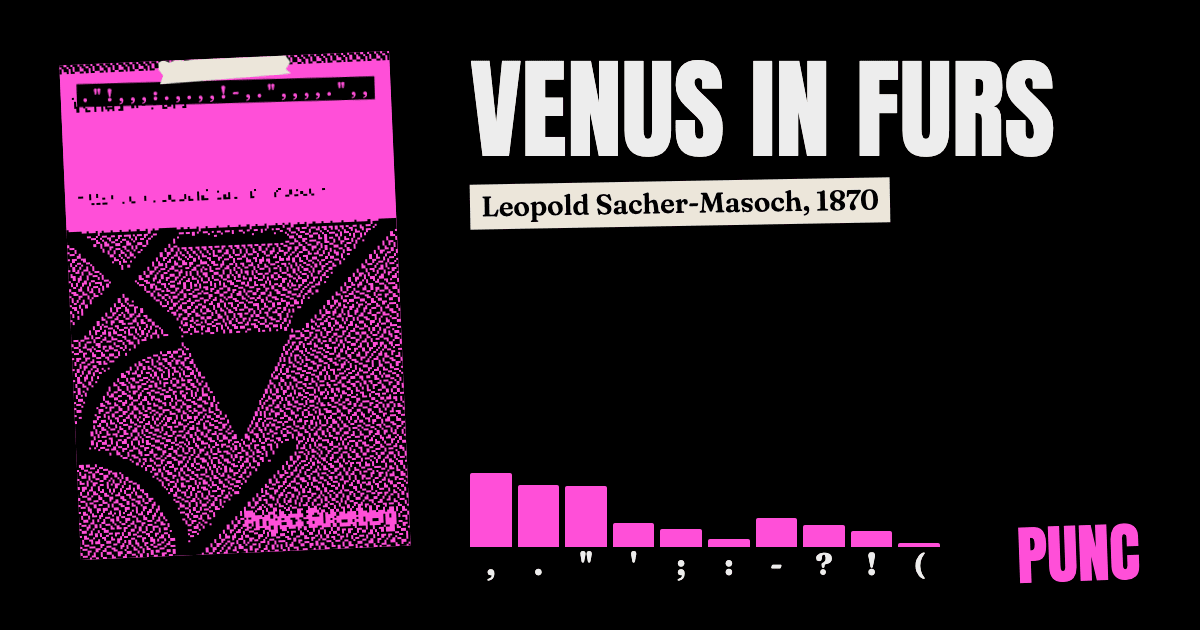 ."!,,,:.,.,,!-,.",,,,.",,
Project Gutenberg
VENUS IN FURS
Leopold Sacher-Masoch, 1870
, . " ' ; : - ? ! (
PUNC